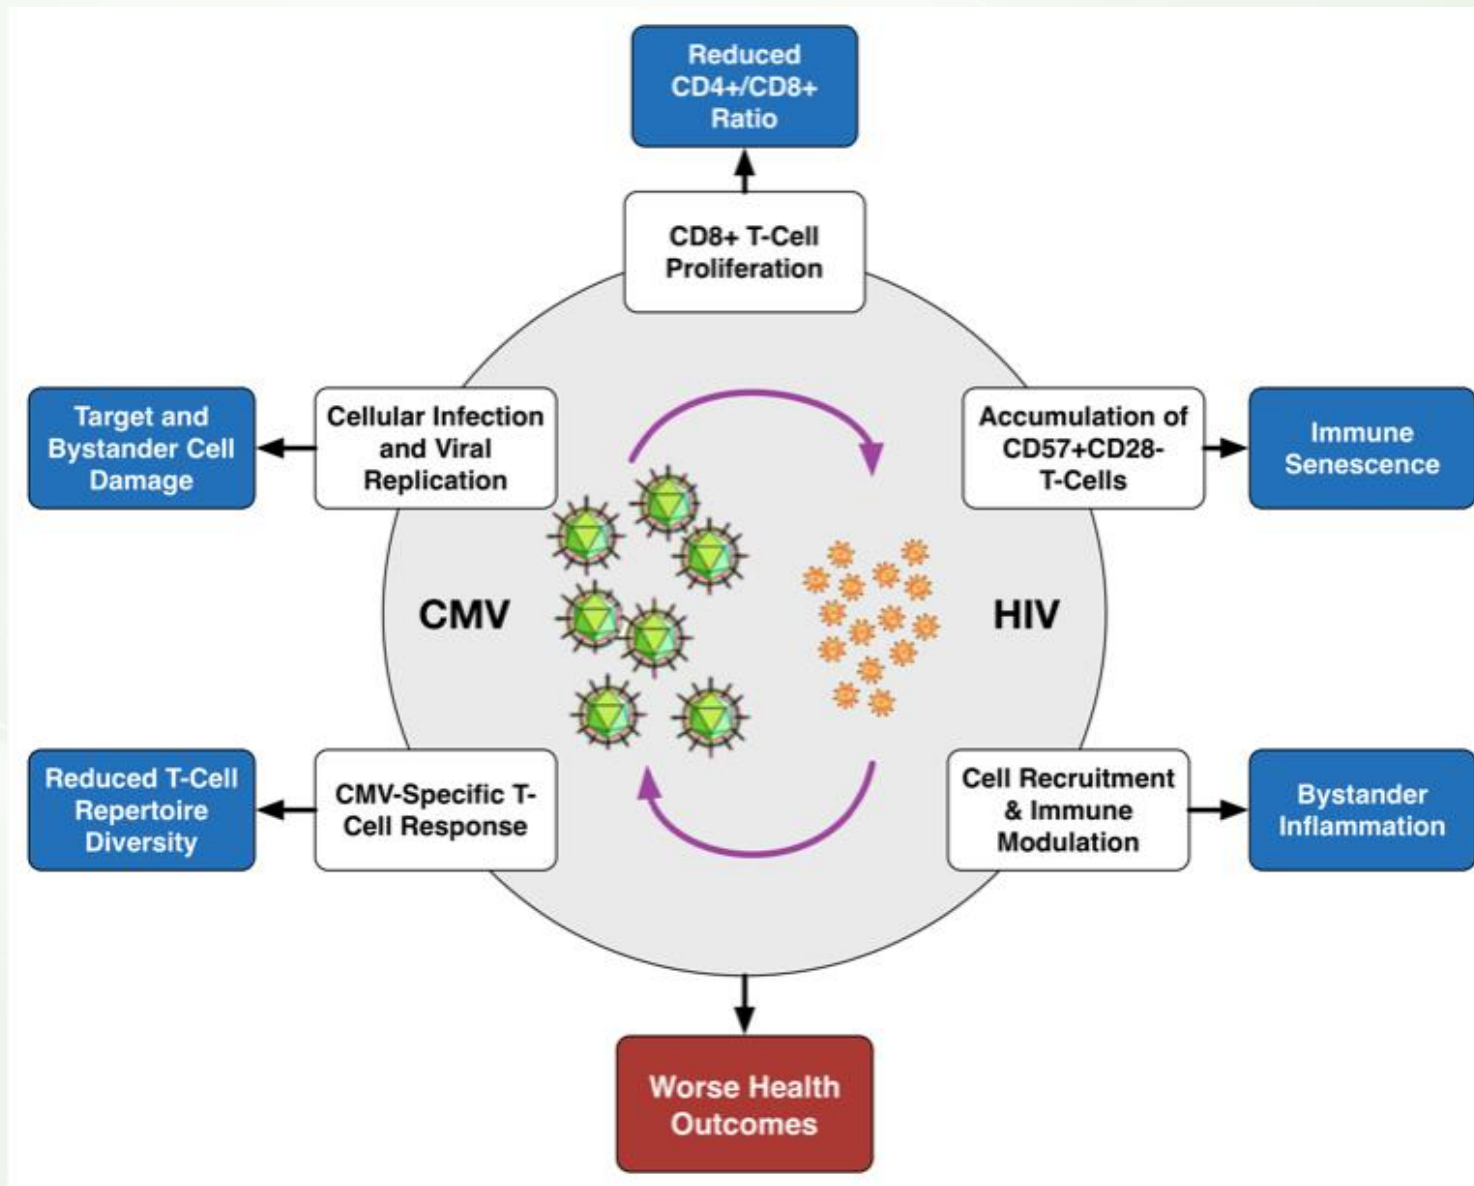 Reduced
CD4+/CD8+
Ratio
CD8+ T-Cell
Proliferation
Target and
Bystander Cell
Damage
Cellular Infection
and Viral
Replication
Accumulation of
CD57+CD28-
T-Cells
Immune
Senescence
CMV
HIV
Reduced T-Cell
Repertoire
Diversity
CMV-Specific T-
Cell Response
Cell Recruitment
& Immune
Modulation
Bystander
Inflammation
Worse Health
Outcomes